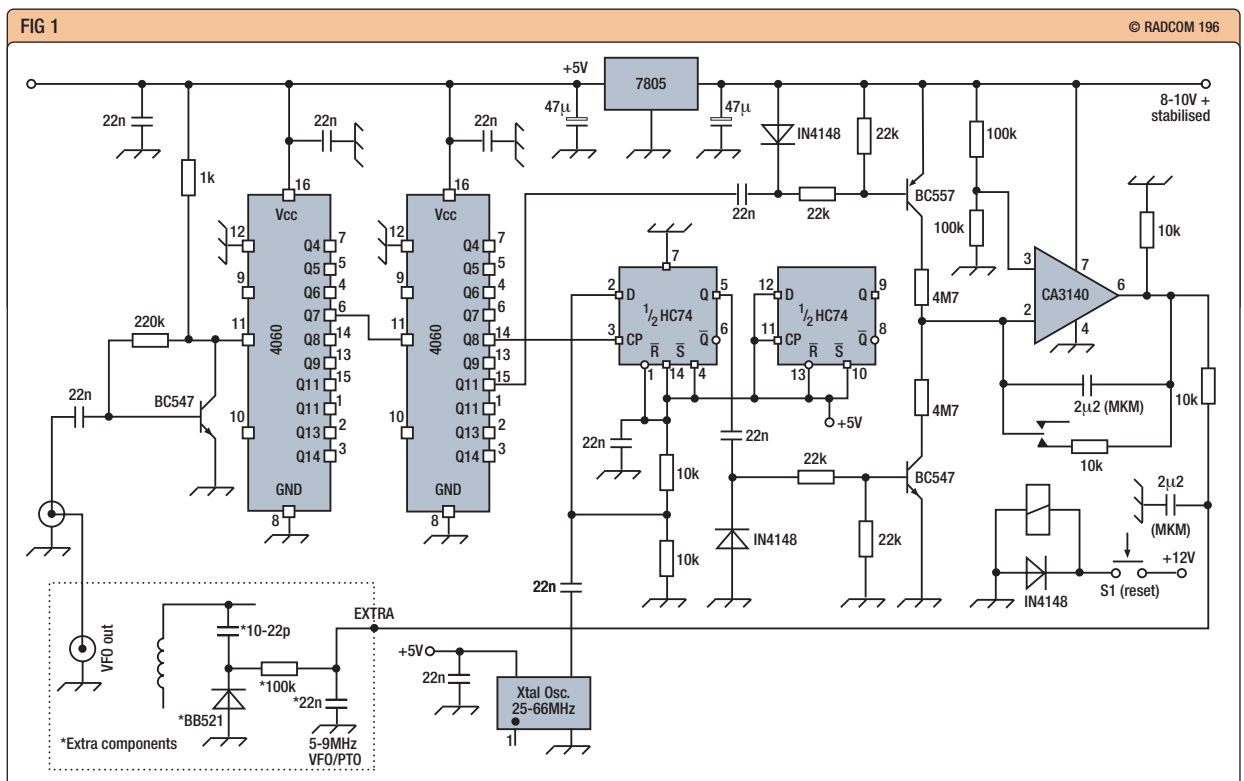 FIG 1
© RADCOM 196
+5V
7805
8-10V +
stabilised
22n
22n
22n
47µ
47µ
IN4148
22k
100k
1k
16
Vcc
12
9
11
10
4060
Q4 7
Q5 5
Q6 4
Q7 6
Q8 14
Q9 13
Q11 15
Q11 1
Q13 2
Q14 3
GND
8
16
Vcc
12
9
11
10
4060
Q4 7
Q5 5
Q6 4
Q7 6
Q8 14
Q9 13
Q11 15
Q11 1
Q13 2
Q14 3
GND
8
220k
22n
BC547
22n
22k
BC557
100k
10k
7
2 D Q 5
1/2 HC74
3 CP Q̅ 6
R̅ S̅
1 14 4
12 D Q 9
1/2 HC74
11 CP Q̅ 8
R̅ S̅
13 10
+5V
4M7
3
2
7
CA3140
6
4
4M7
2µ2 (MKM)
10k
10k
22n
10k
22n
22k
BC547
10k
IN4148
22k
2µ2
(MKM)
+12V
IN4148
S1 (reset)
22n
VFO out
*10-22p
EXTRA
*100k
*22n
*BB521
*Extra components
5-9MHz
VFO/PTO
+5V
22n
Xtal Osc.
25-66MHz
1